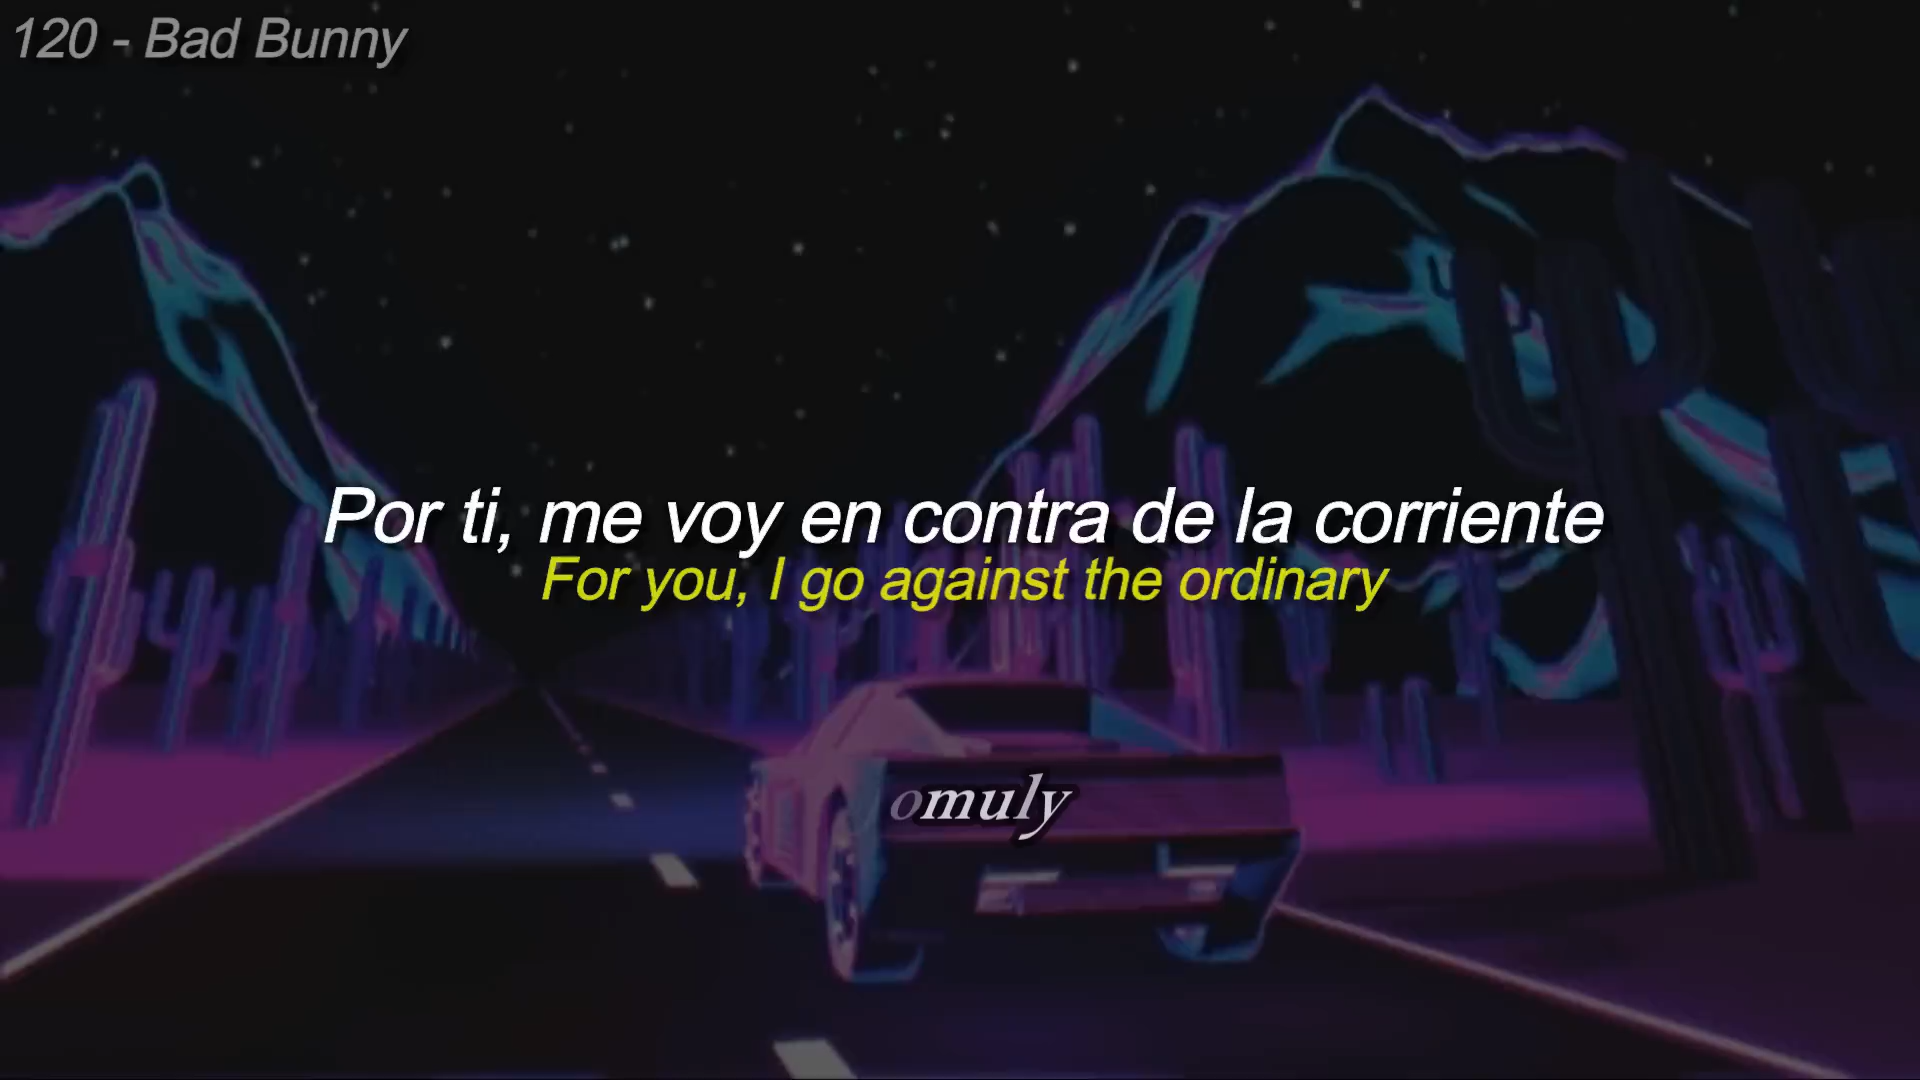 120 - Bad Bunny
Por ti, me voy en contra de la corriente
For you, I go against the ordinary
omuly